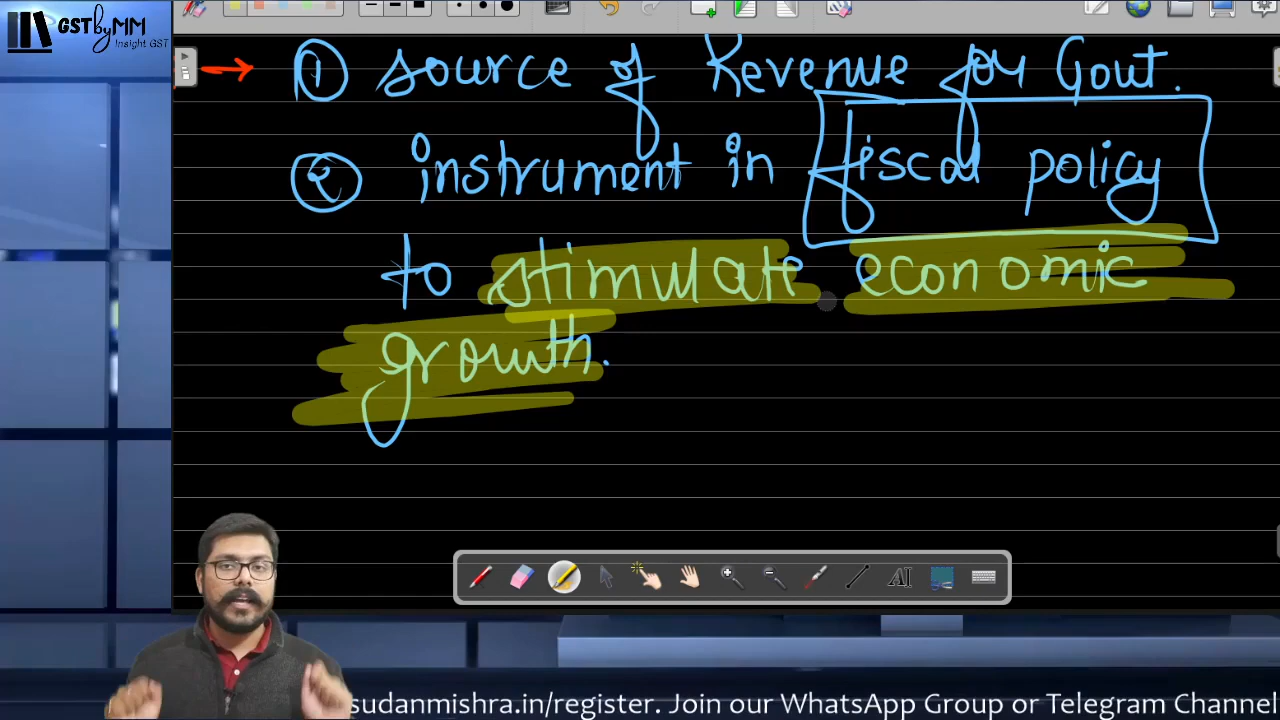 GSTbyMM
Insight GST
① source of Revenue for Govt.
② instrument in fiscal policy
to stimulate economic
growth.
AI
sudanmishra.in/register. Join our WhatsApp Group or Telegram Channel